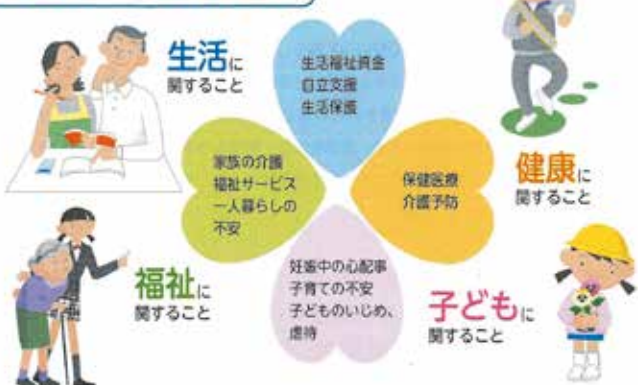 生活に
関すること
生活福祉資金
自立支援
生活保護
家族の介護
福祉サービス
一人暮らしの
不安
保健医療
介護予防
健康に
関すること
妊娠中の心配事
子育ての不安
子どものいじめ、
虐待
福祉に
関すること
子どもに
関すること